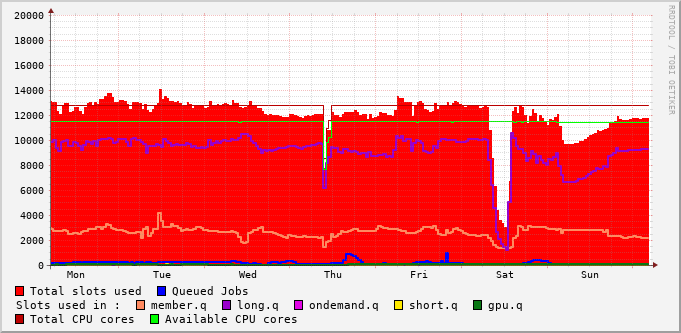 20000
18000
16000
14000
12000
10000
8000
6000
4000
2000
0
Mon Tue Wed Thu Fri Sat Sun
RRDTOOL / TOBI OETIKER
Total slots used Queued Jobs
Slots used in : member.q long.q ondemand.q short.q gpu.q
Total CPU cores Available CPU cores